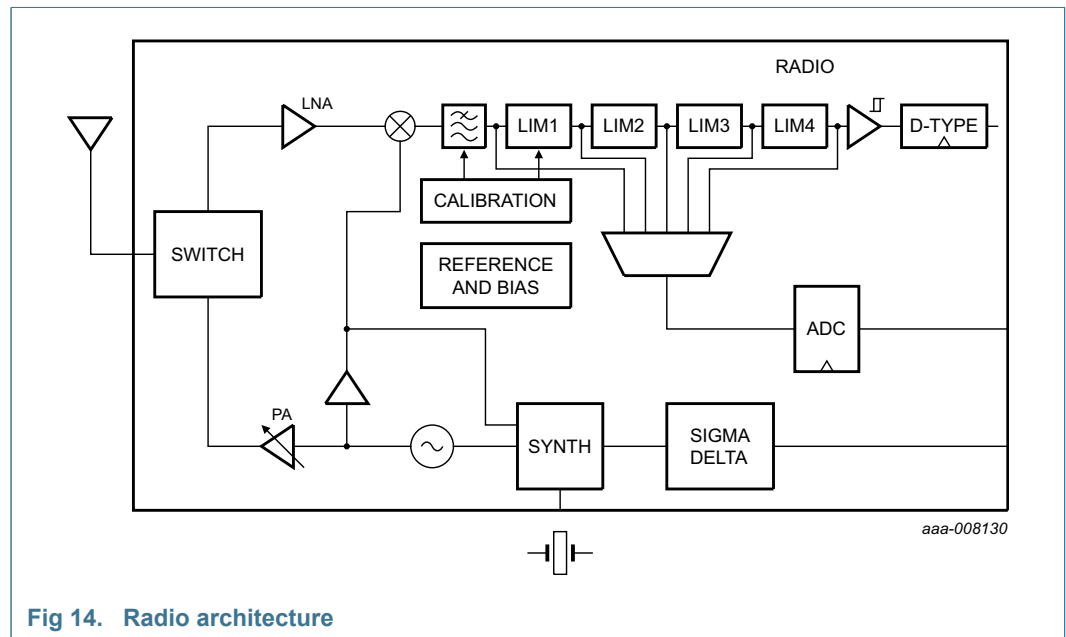 RADIO
LNA
LIM1
LIM2
LIM3
LIM4
D-TYPE
CALIBRATION
SWITCH
REFERENCE
AND BIAS
ADC
PA
SYNTH
SIGMA
DELTA
aaa-008130
Fig 14. Radio architecture